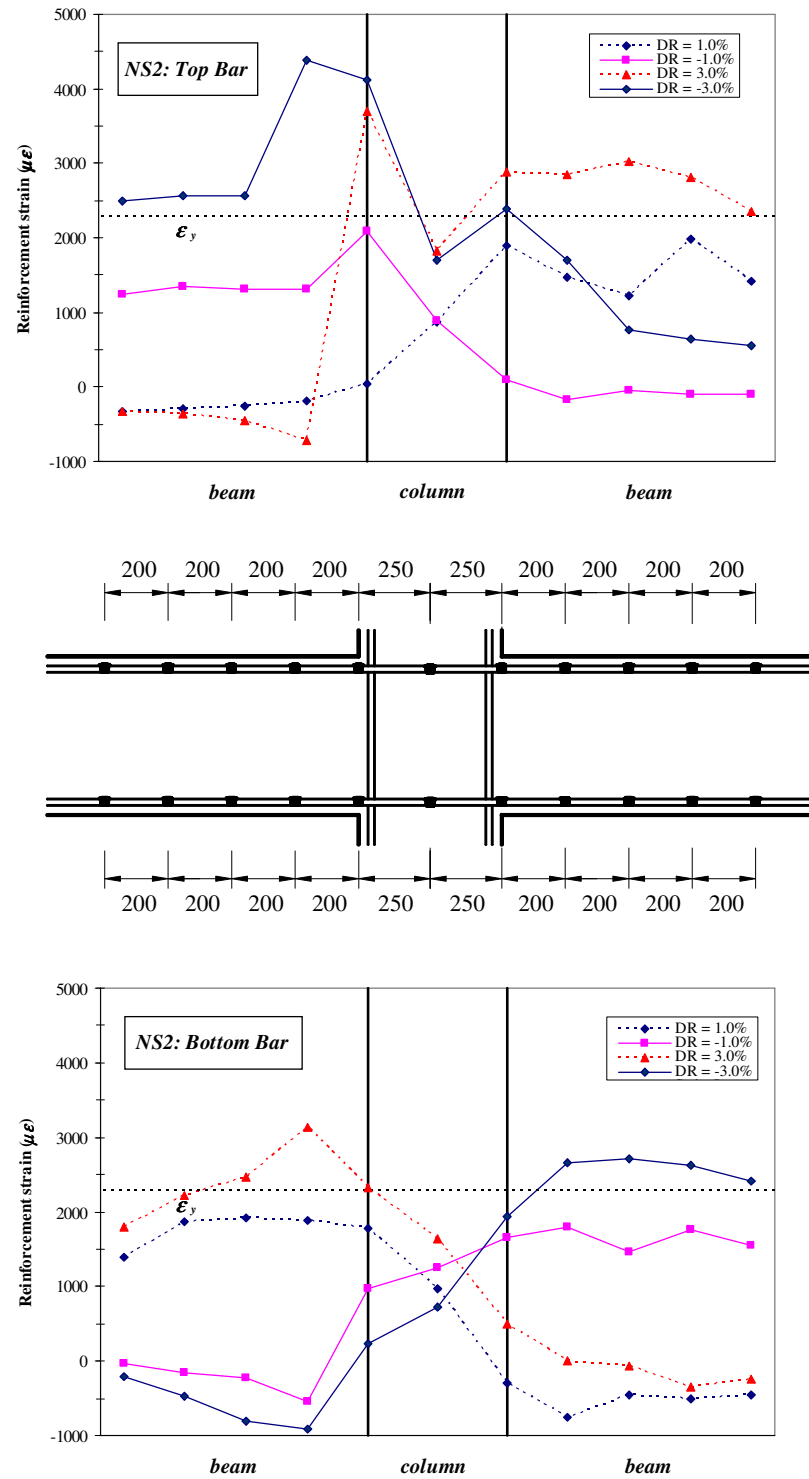 NS2: Top Bar
DR = 1.0%
DR = -1.0%
DR = 3.0%
DR = -3.0%
Reinforcement strain (με)
5000
4000
3000
2000
1000
0
-1000
εy
beam column beam
200 200 200 200 250 250 200 200 200 200
200 200 200 200 250 250 200 200 200 200
NS2: Bottom Bar
DR = 1.0%
DR = -1.0%
DR = 3.0%
DR = -3.0%
Reinforcement strain (με)
5000
4000
3000
2000
1000
0
-1000
εy
beam column beam